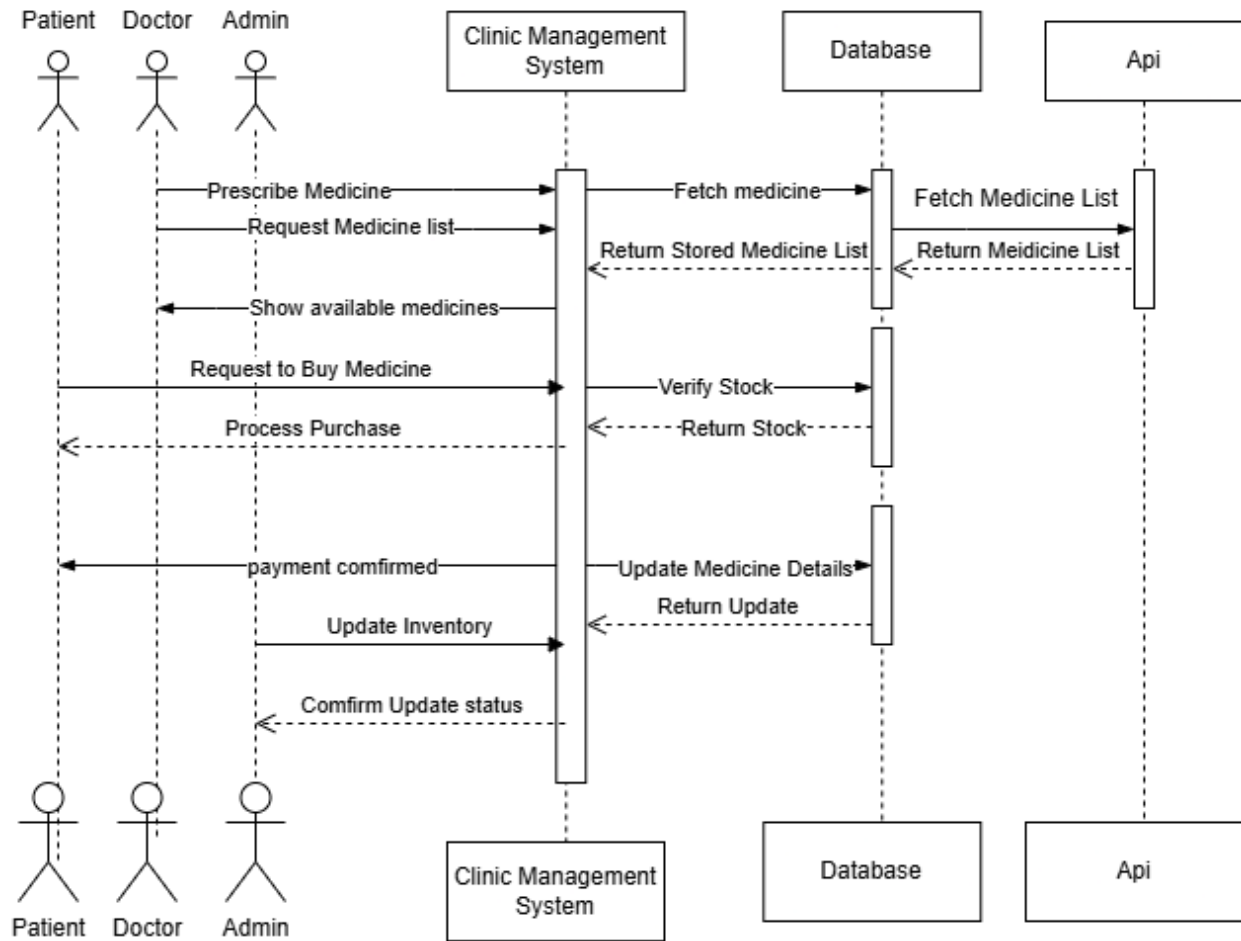 Patient
Doctor
Admin
Clinic Management
System
Database
Api
Prescribe Medicine
Fetch medicine
Fetch Medicine List
Request Medicine list
Return Stored Medicine List
Return Meidicine List
Show available medicines
Request to Buy Medicine
Verify Stock
Process Purchase
Return Stock
payment comfirmed
Update Medicine Details
Return Update
Update Inventory
Comfirm Update status
Clinic Management
System
Database
Api
Patient
Doctor
Admin